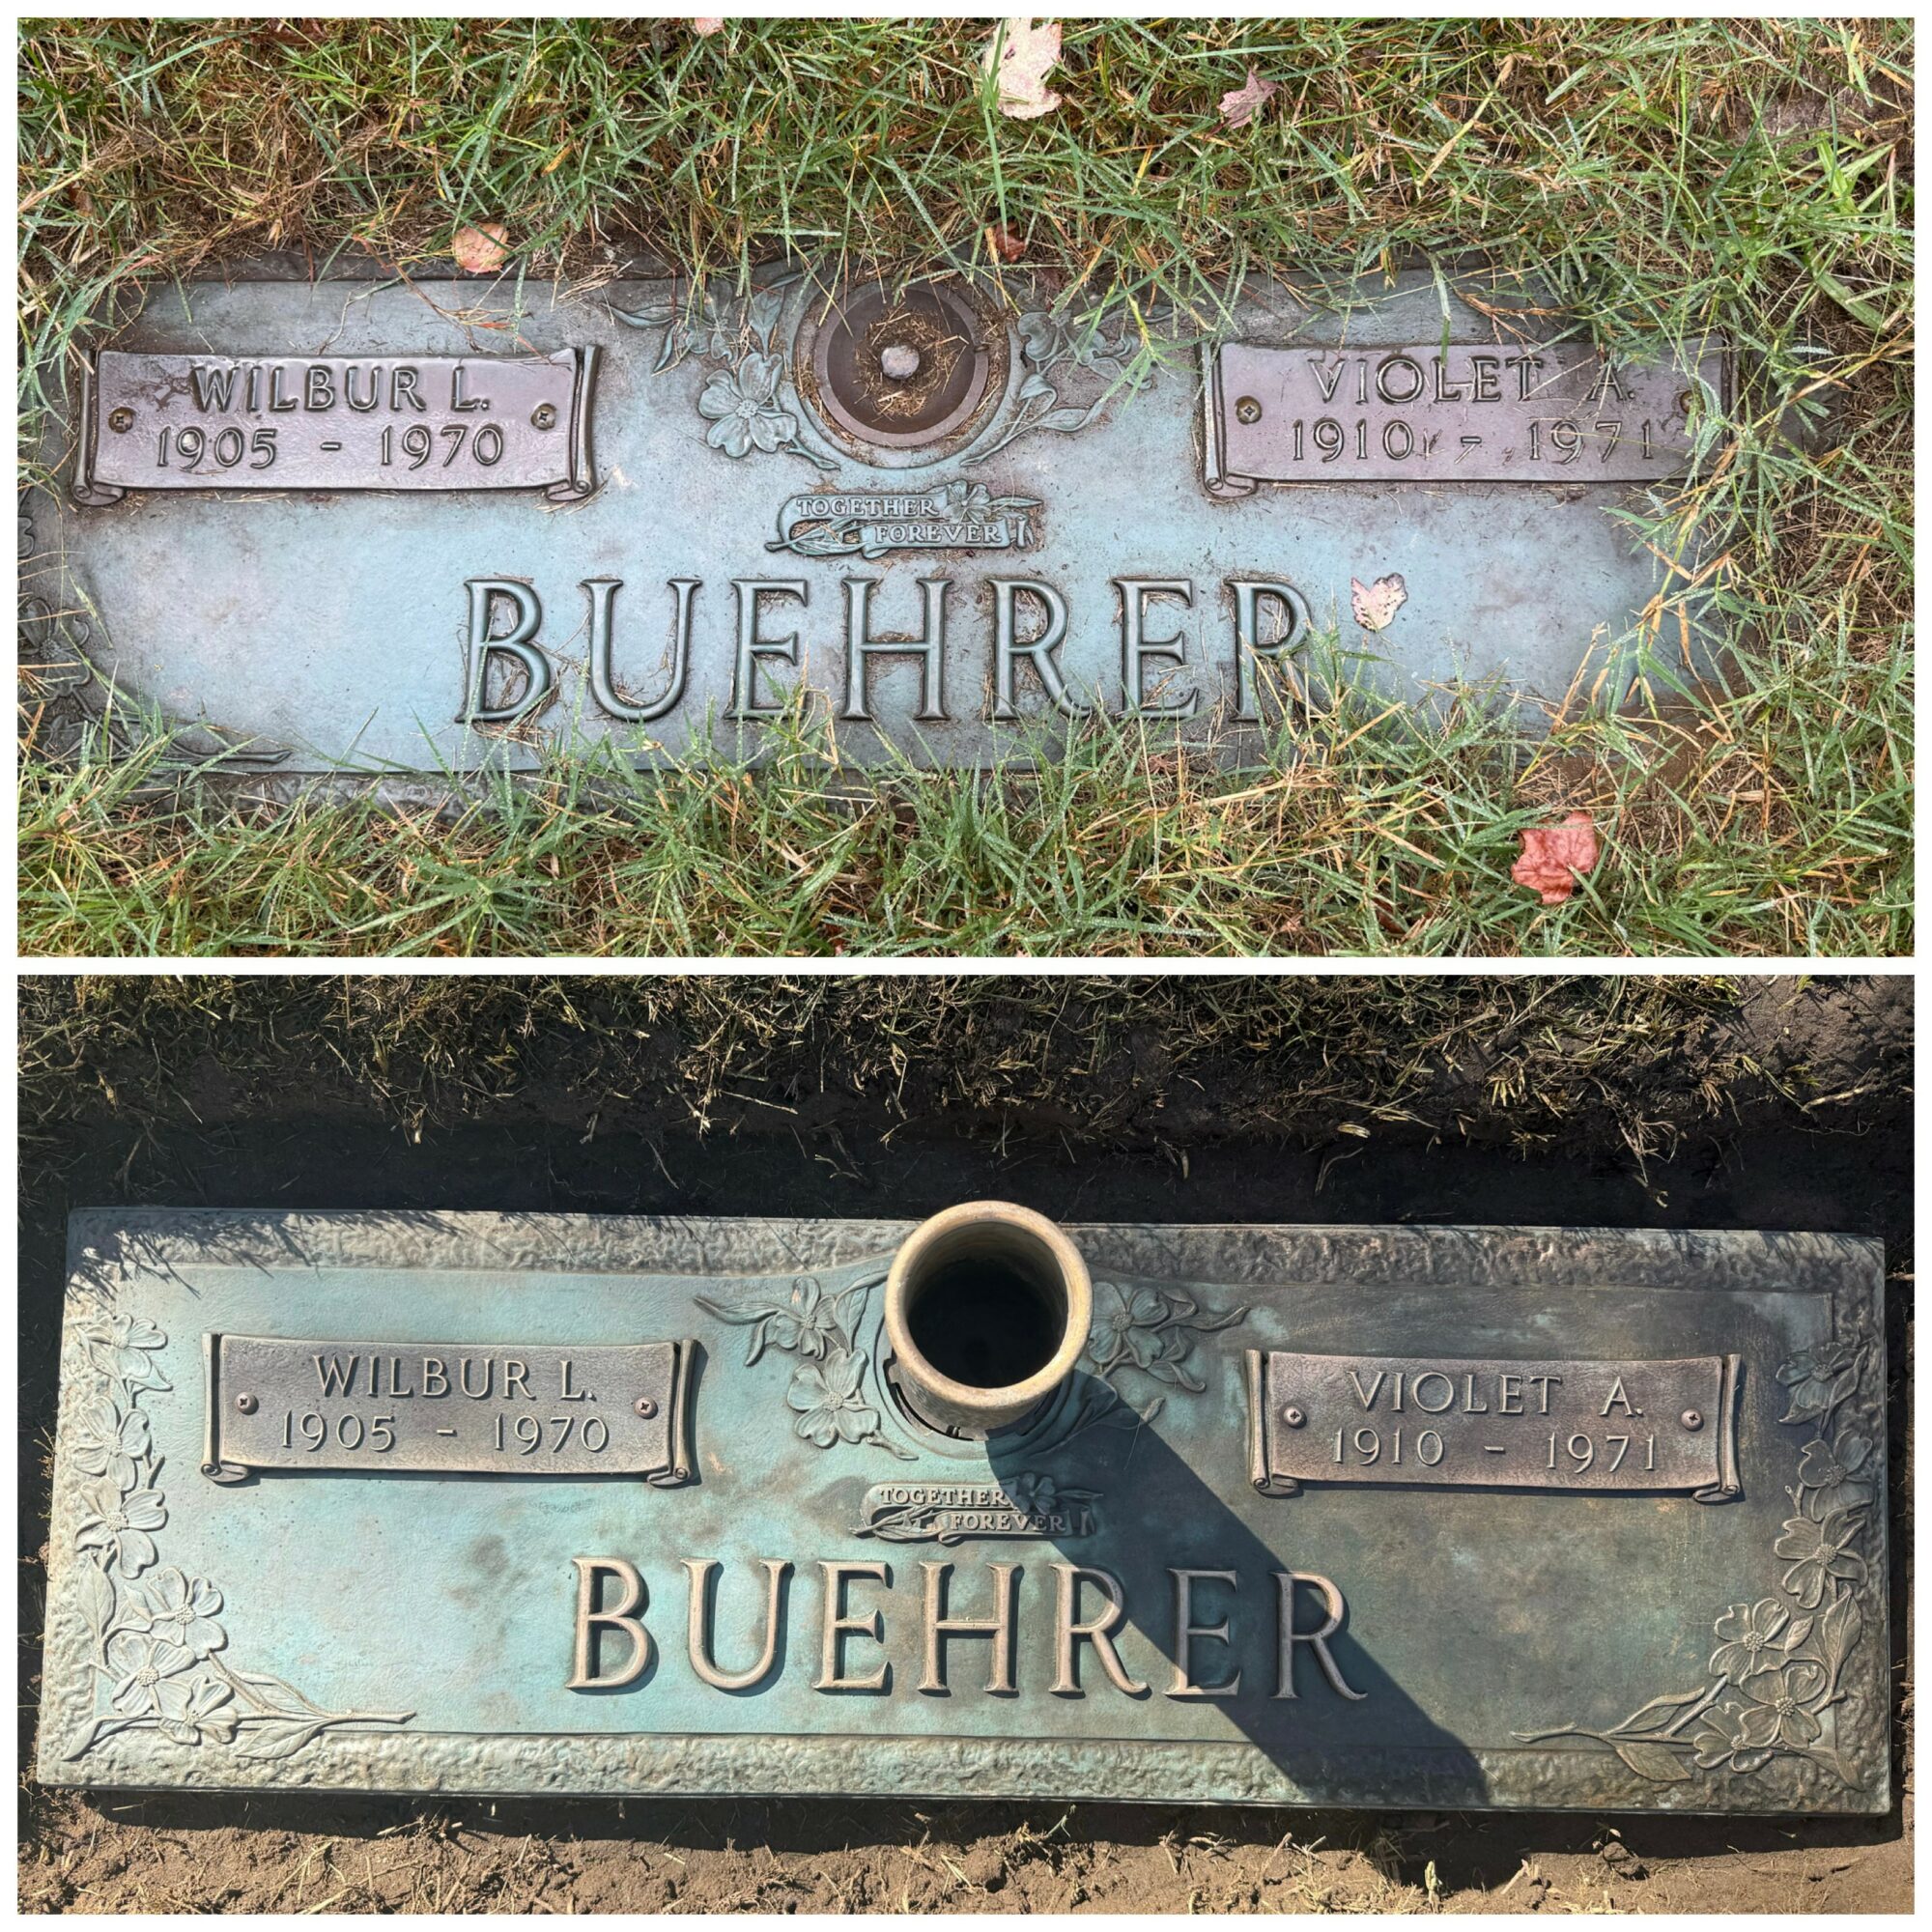 WILBUR L.
1905 - 1970
VIOLET A.
1910 - 1971
TOGETHER
FOREVER
BUEHRER
WILBUR L.
1905 - 1970
VIOLET A.
1910 - 1971
TOGETHER
FOREVER
BUEHRER